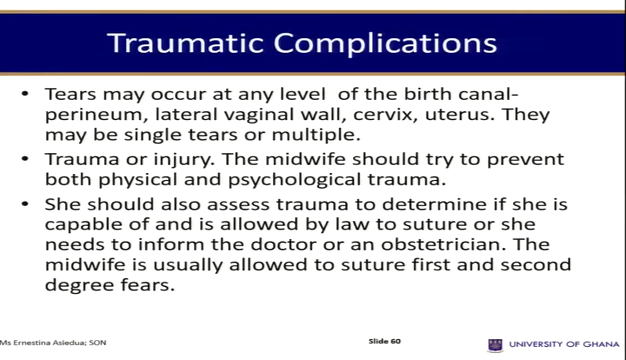 Traumatic Complications
• Tears may occur at any level of the birth canal-
perineum, lateral vaginal wall, cervix, uterus. They
may be single tears or multiple.
• Trauma or injury. The midwife should try to prevent
both physical and psychological trauma.
• She should also assess trauma to determine if she is
capable of and is allowed by law to suture or she
needs to inform the doctor or an obstetrician. The
midwife is usually allowed to suture first and second
degree fears.
Ms Ernestina Asiedua; SON
Slide 60
UNIVERSITY OF GHANA